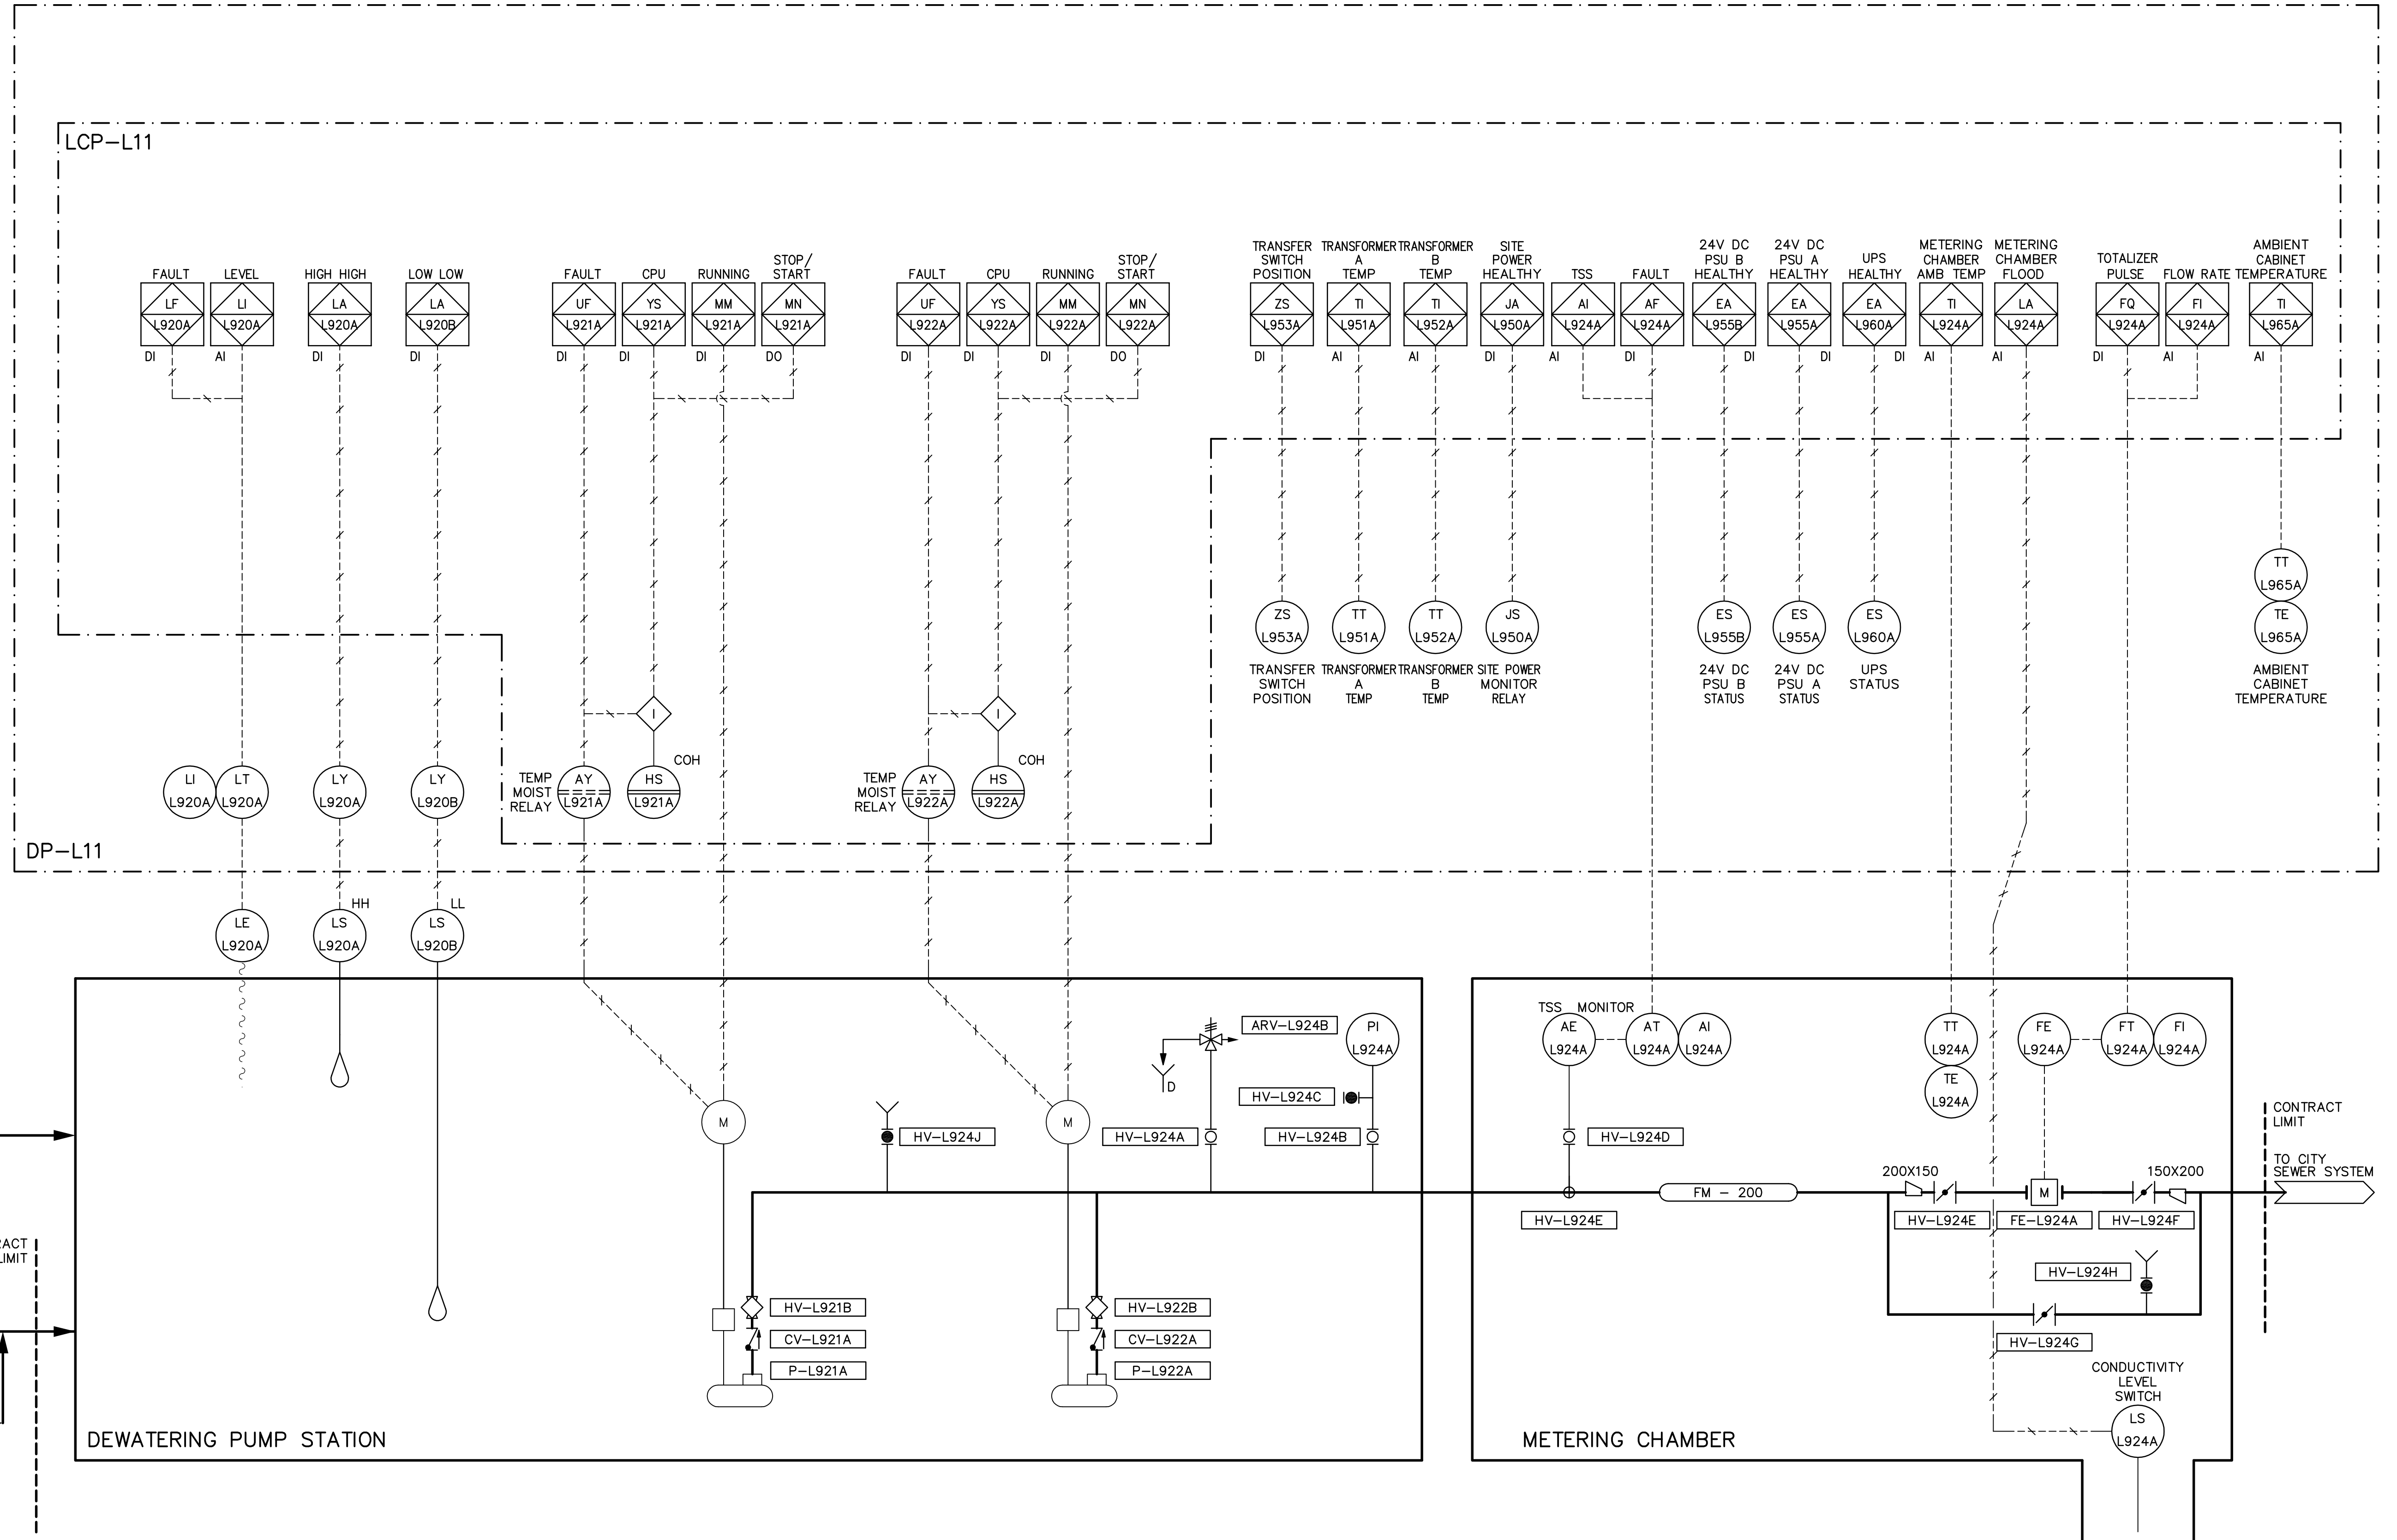 LCP-L11
FAULT
LF
L920A
DI
LEVEL
LI
L920A
AI
HIGH HIGH
LA
L920A
DI
LOW LOW
LA
L920B
DI
FAULT
UF
L921A
DI
CPU
YS
L921A
DI
RUNNING
MM
L921A
DI
STOP/
START
MN
L921A
DO
FAULT
UF
L922A
DI
CPU
YS
L922A
DI
RUNNING
MM
L922A
DI
STOP/
START
MN
L922A
DO
TRANSFER
SWITCH
POSITION
ZS
L953A
DI
TRANSFORMER
A
TEMP
TI
L951A
AI
TRANSFORMER
B
TEMP
TI
L952A
AI
SITE
POWER
HEALTHY
JA
L950A
DI
TSS
AI
L924A
AI
FAULT
AF
L924A
DI
24V DC
PSU B
HEALTHY
EA
L955B
DI
24V DC
PSU A
HEALTHY
EA
L955A
DI
UPS
HEALTHY
EA
L960A
DI
METERING
CHAMBER
AMB TEMP
TI
L924A
AI
METERING
CHAMBER
FLOOD
LA
L924A
AI
TOTALIZER
PULSE
FQ
L924A
DI
FLOW RATE
FI
L924A
AI
AMBIENT
CABINET
TEMPERATURE
TI
L965A
AI
ZS
L953A
TRANSFER
SWITCH
POSITION
TT
L951A
TRANSFORMER
A
TEMP
TT
L952A
TRANSFORMER
B
TEMP
JS
L950A
SITE POWER
MONITOR
RELAY
ES
L955B
24V DC
PSU B
STATUS
ES
L955A
24V DC
PSU A
STATUS
ES
L960A
UPS
STATUS
TT
L965A
TE
L965A
AMBIENT
CABINET
TEMPERATURE
LI
L920A
LT
L920A
LY
L920A
LY
L920B
TEMP
MOIST
RELAY
AY
L921A
I
COH
HS
L921A
TEMP
MOIST
RELAY
AY
L922A
I
COH
HS
L922A
DP-L11
LE
L920A
HH
LS
L920A
LL
LS
L920B
M
M
HV-L924J
D
ARV-L924B
PI
L924A
HV-L924C
HV-L924A
HV-L924B
HV-L921B
CV-L921A
P-L921A
HV-L922B
CV-L922A
P-L922A
DEWATERING PUMP STATION
TSS MONITOR
AE
L924A
AT
L924A
AI
L924A
TT
L924A
TE
L924A
FE
L924A
FT
L924A
FI
L924A
HV-L924D
HV-L924E
FM - 200
200X150
HV-L924E
M
FE-L924A
150X200
HV-L924F
HV-L924H
HV-L924G
CONDUCTIVITY
LEVEL
SWITCH
LS
L924A
METERING CHAMBER
CONTRACT
LIMIT
TO CITY
SEWER SYSTEM
RACT
LIMIT